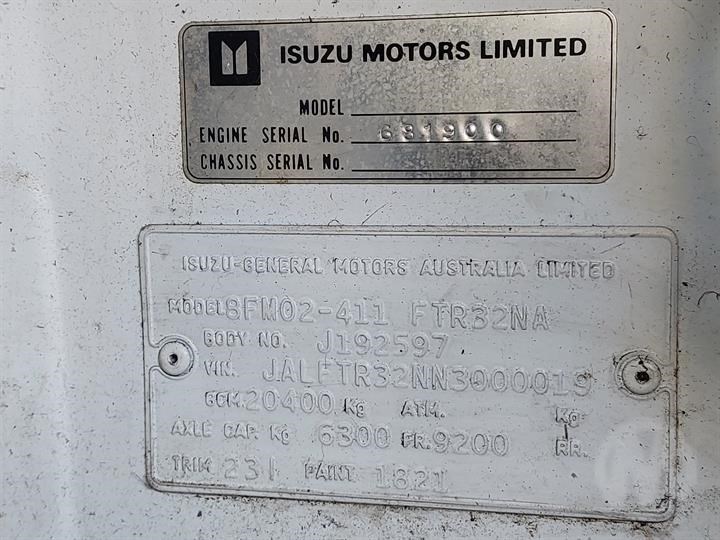 ISUZU MOTORS LIMITED
MODEL
ENGINE SERIAL No. 681900
CHASSIS SERIAL No.
ISUZU-GENERAL MOTORS AUSTRALIA LIMITED
MODEL 8FM02-411 FTR32NA
BODY NO. J192597
VIN. JALFTR32NN3000019
GCM. 20400 Kg ATM. Kg
AXLE CAP. Kg 6300 FR. 9200 RR.
TRIM 231 PAINT 1821